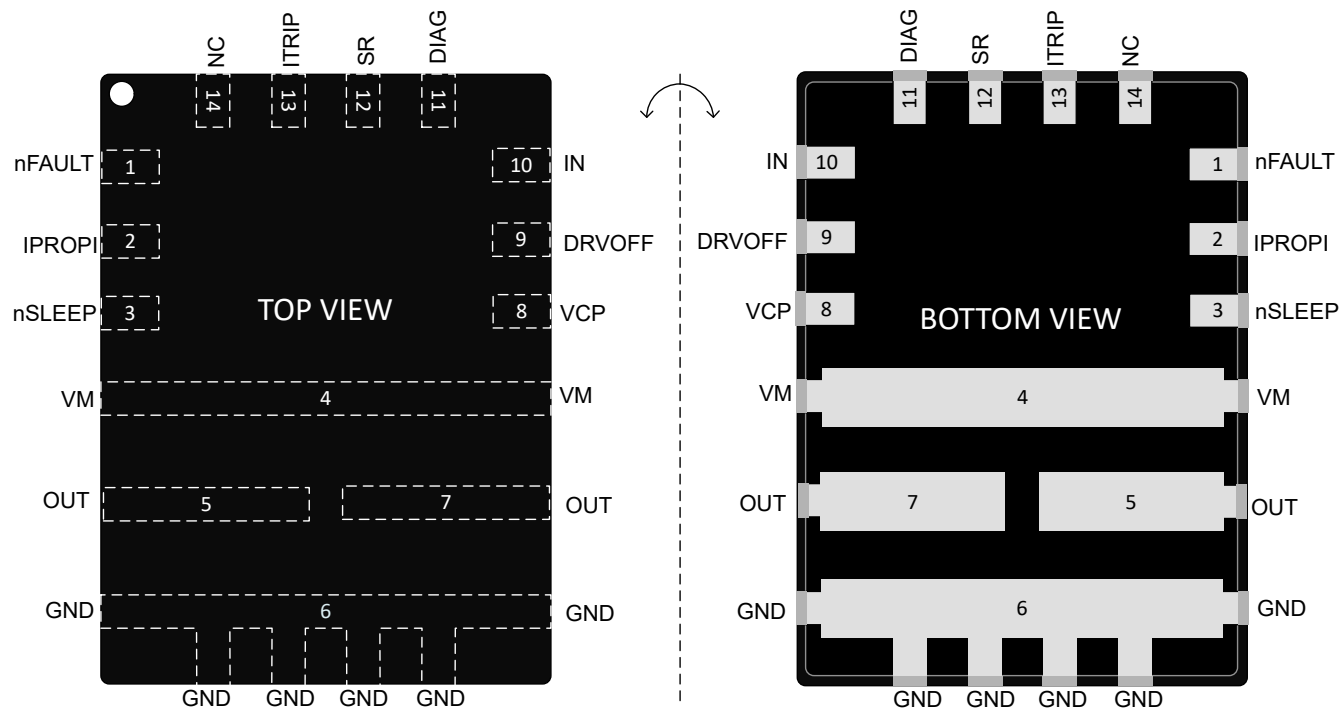 NC ITRIP SR DIAG
14 13 12 11
nFAULT 1 10 IN
IPROPI 2 9 DRVOFF
nSLEEP 3 TOP VIEW 8 VCP
VM 4 VM
OUT 5 7 OUT
GND 6 GND
GND GND GND GND
DIAG SR ITRIP NC
11 12 13 14
IN 10 1 nFAULT
DRVOFF 9 2 IPROPI
VCP 8 BOTTOM VIEW 3 nSLEEP
VM 4 VM
OUT 7 5 OUT
GND 6 GND
GND GND GND GND